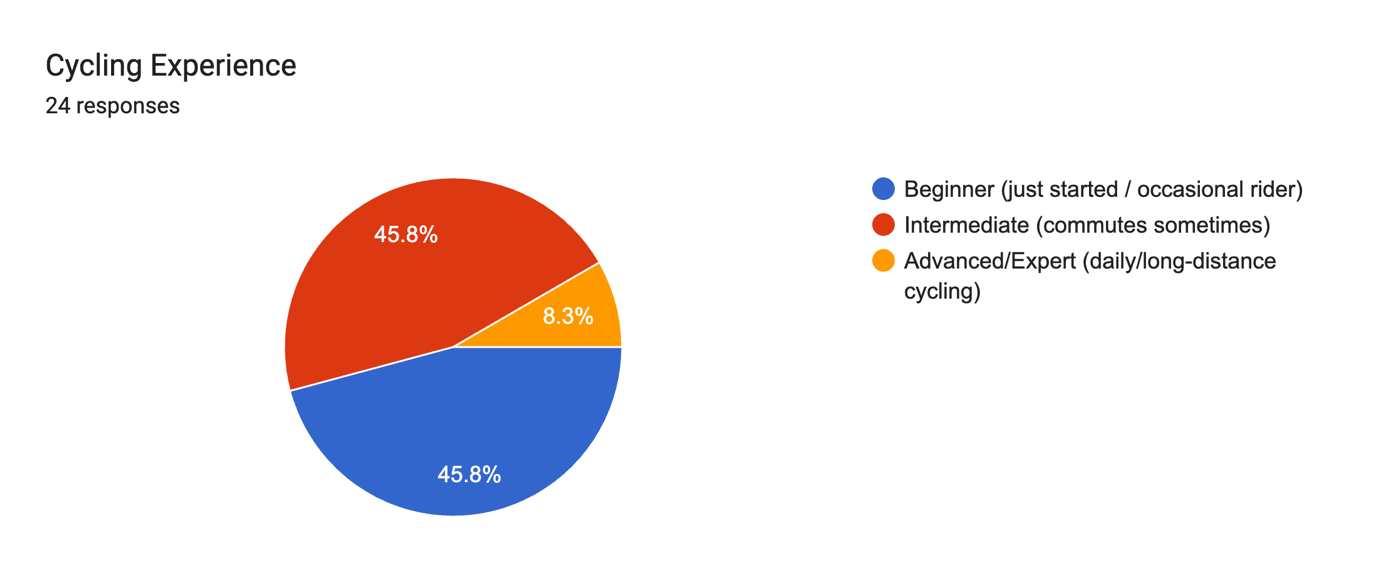 Cycling Experience
24 responses
45.8%
8.3%
45.8%
Beginner (just started / occasional rider)
Intermediate (commutes sometimes)
Advanced/Expert (daily/long-distance
cycling)